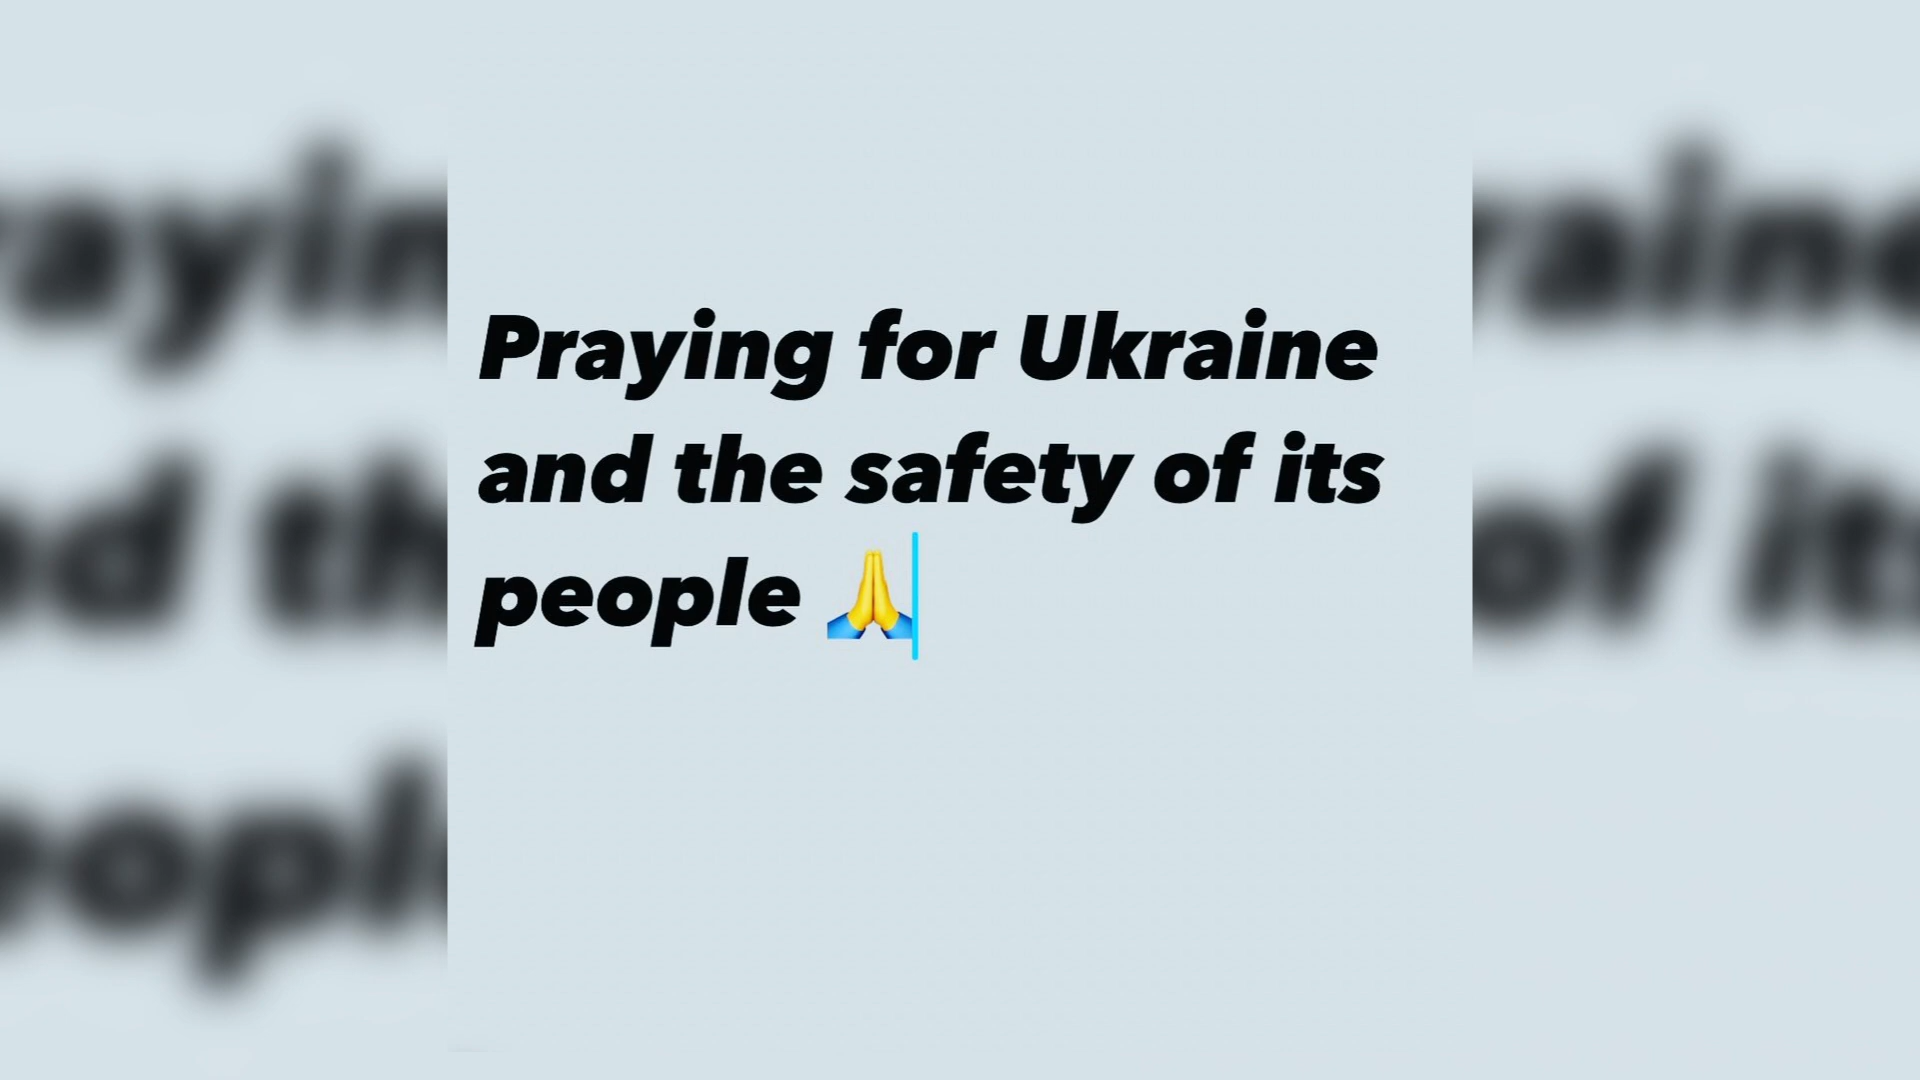 Praying for Ukraine
and the safety of its
people 🙏